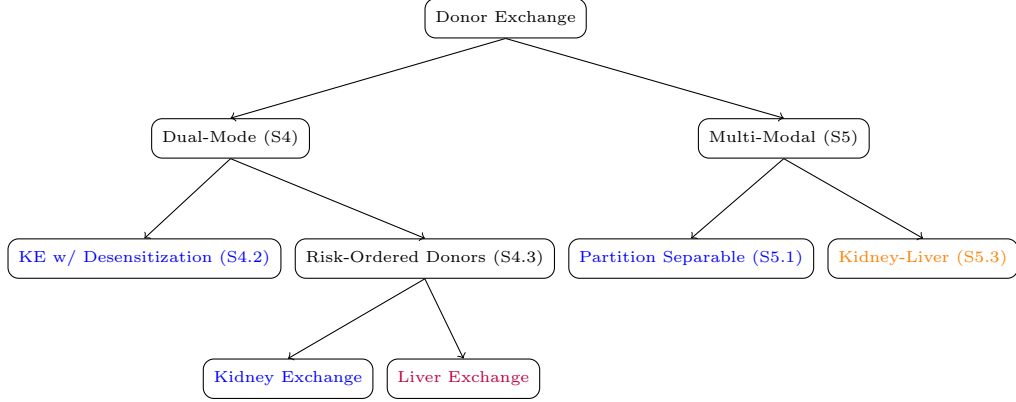 Donor Exchange
Dual-Mode (S4)
Multi-Modal (S5)
KE w/ Desensitization (S4.2)
Risk-Ordered Donors (S4.3)
Partition Separable (S5.1)
Kidney-Liver (S5.3)
Kidney Exchange
Liver Exchange